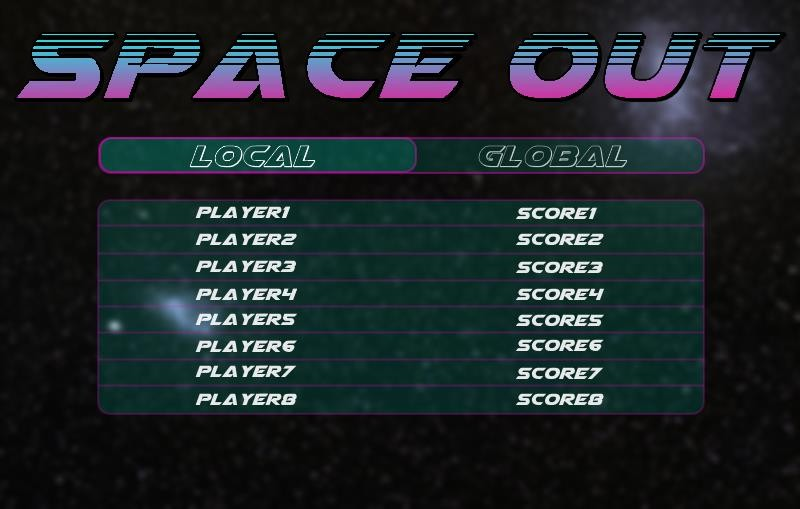 SPACE OUT
LOCAL GLOBAL
PLAYER1 SCORE1
PLAYER2 SCORE2
PLAYER3 SCORE3
PLAYER4 SCORE4
PLAYER5 SCORE5
PLAYER6 SCORE6
PLAYER7 SCORE7
PLAYER8 SCORE8